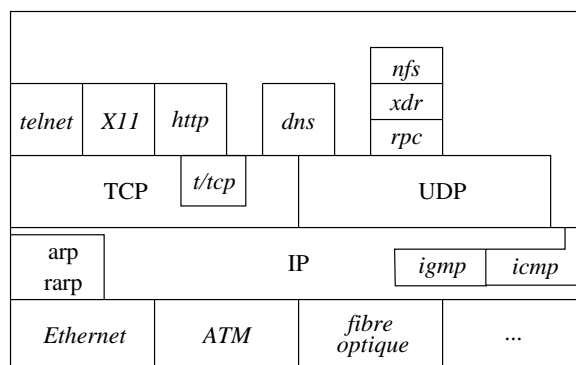 nfs
telnet X11 http dns xdr
rpc
TCP t/tcp UDP
arp
rarp IP igmp icmp
Ethernet ATM fibre
optique ...